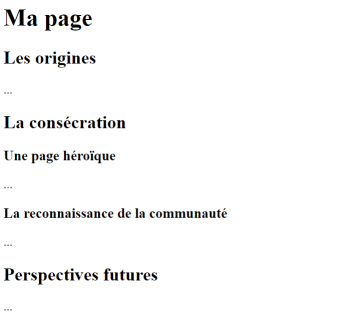 Ma page
Les origines
...
La consécration
Une page héroïque
...
La reconnaissance de la communauté
...
Perspectives futures
...